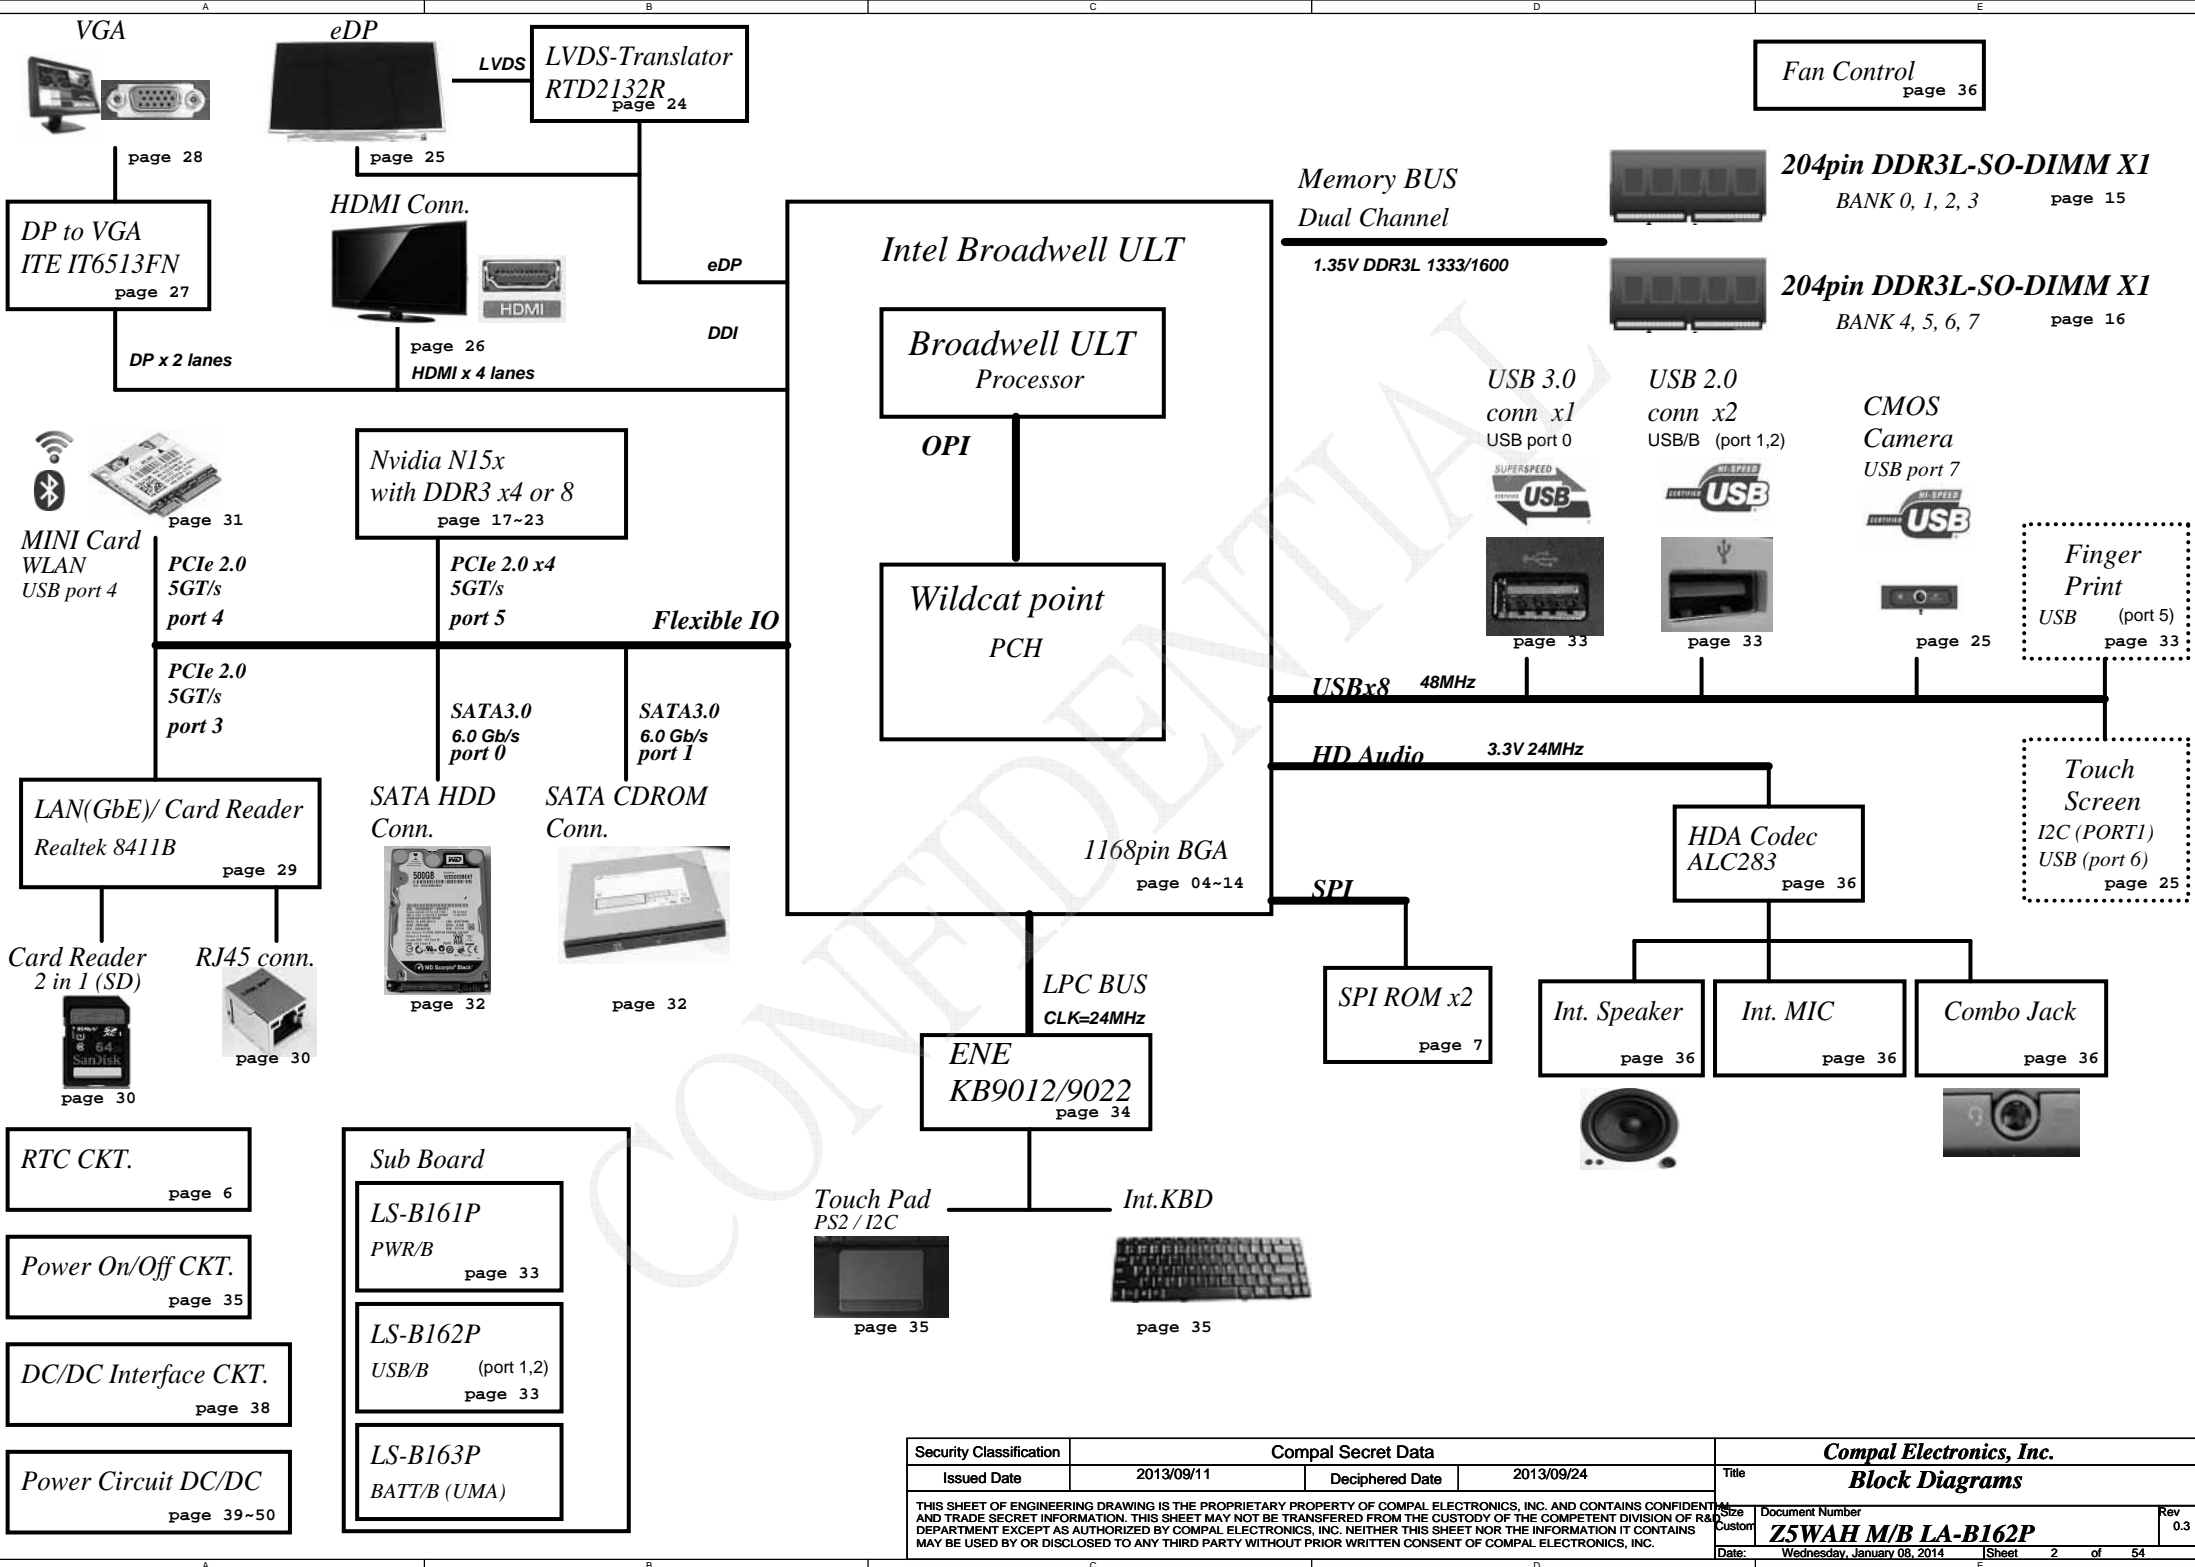 A B C D E
VGA
page 28
eDP
page 25
LVDS
LVDS-Translator
RTD2132R
page 24
Fan Control
page 36
DP to VGA
ITE IT6513FN
page 27
HDMI Conn.
HDMI
page 26
DP x 2 lanes
HDMI x 4 lanes
eDP
DDI
Intel Broadwell ULT
Broadwell ULT
Processor
OPI
Wildcat point
PCH
1168pin BGA
page 04~14
Memory BUS
Dual Channel
1.35V DDR3L 1333/1600
204pin DDR3L-SO-DIMM X1
BANK 0, 1, 2, 3
page 15
204pin DDR3L-SO-DIMM X1
BANK 4, 5, 6, 7
page 16
USB 3.0
conn x1
USB port 0
SUPERSPEED
CERTIFIED USB
page 33
USB 2.0
conn x2
USB/B (port 1,2)
HI-SPEED
CERTIFIED USB
page 33
CMOS
Camera
USB port 7
HI-SPEED
CERTIFIED USB
page 25
Finger
Print
USB (port 5)
page 33
Touch
Screen
I2C (PORT1)
USB (port 6)
page 25
page 31
MINI Card
WLAN
USB port 4
PCIe 2.0
5GT/s
port 4
Nvidia N15x
with DDR3 x4 or 8
page 17~23
PCIe 2.0 x4
5GT/s
port 5
Flexible IO
PCIe 2.0
5GT/s
port 3
SATA3.0
6.0 Gb/s
port 0
SATA3.0
6.0 Gb/s
port 1
LAN(GbE)/ Card Reader
Realtek 8411B
page 29
SATA HDD
Conn.
500GB
WD
WD Scorpio Black
page 32
SATA CDROM
Conn.
page 32
Card Reader
2 in 1 (SD)
64
SanDisk
page 30
RJ45 conn.
page 30
USBx8
48MHz
HD Audio
3.3V 24MHz
HDA Codec
ALC283
page 36
SPI
SPI ROM x2
page 7
Int. Speaker
page 36
Int. MIC
page 36
Combo Jack
page 36
LPC BUS
CLK=24MHz
ENE
KB9012/9022
page 34
Touch Pad
PS2 / I2C
page 35
Int.KBD
page 35
RTC CKT.
page 6
Power On/Off CKT.
page 35
DC/DC Interface CKT.
page 38
Power Circuit DC/DC
page 39~50
Sub Board
LS-B161P
PWR/B
page 33
LS-B162P
USB/B (port 1,2)
page 33
LS-B163P
BATT/B (UMA)
CONFIDENTIAL
Security Classification
Compal Secret Data
Issued Date
2013/09/11
Deciphered Date
2013/09/24
THIS SHEET OF ENGINEERING DRAWING IS THE PROPRIETARY PROPERTY OF COMPAL ELECTRONICS, INC. AND CONTAINS CONFIDENTIAL
AND TRADE SECRET INFORMATION. THIS SHEET MAY NOT BE TRANSFERED FROM THE CUSTODY OF THE COMPETENT DIVISION OF R&D
DEPARTMENT EXCEPT AS AUTHORIZED BY COMPAL ELECTRONICS, INC. NEITHER THIS SHEET NOR THE INFORMATION IT CONTAINS
MAY BE USED BY OR DISCLOSED TO ANY THIRD PARTY WITHOUT PRIOR WRITTEN CONSENT OF COMPAL ELECTRONICS, INC.
Compal Electronics, Inc.
Title
Block Diagrams
Size
Custom
Document Number
Z5WAH M/B LA-B162P
Rev
0.3
Date: Wednesday, January 08, 2014
Sheet 2 of 54
A B C D E